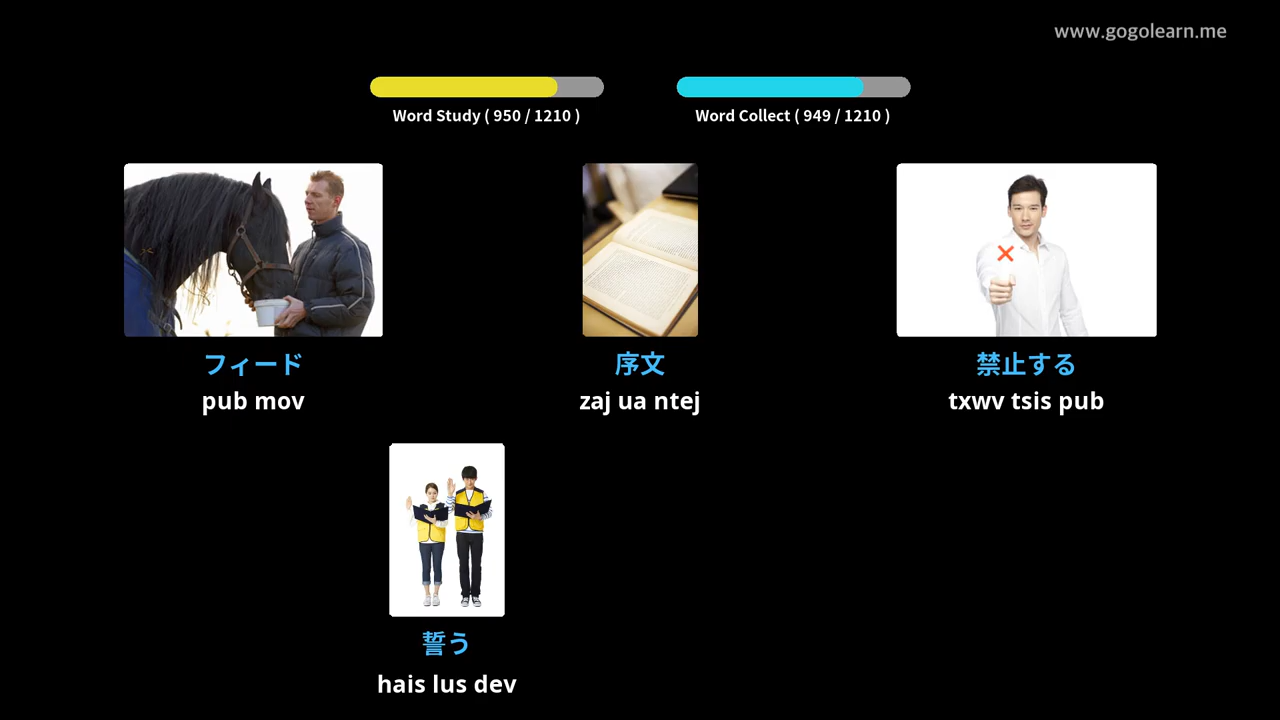 www.gogolearn.me
Word Study ( 950 / 1210 )
Word Collect ( 949 / 1210 )
フィード
pub mov
序文
zaj ua ntej
禁止する
txwv tsis pub
誓う
hais lus dev